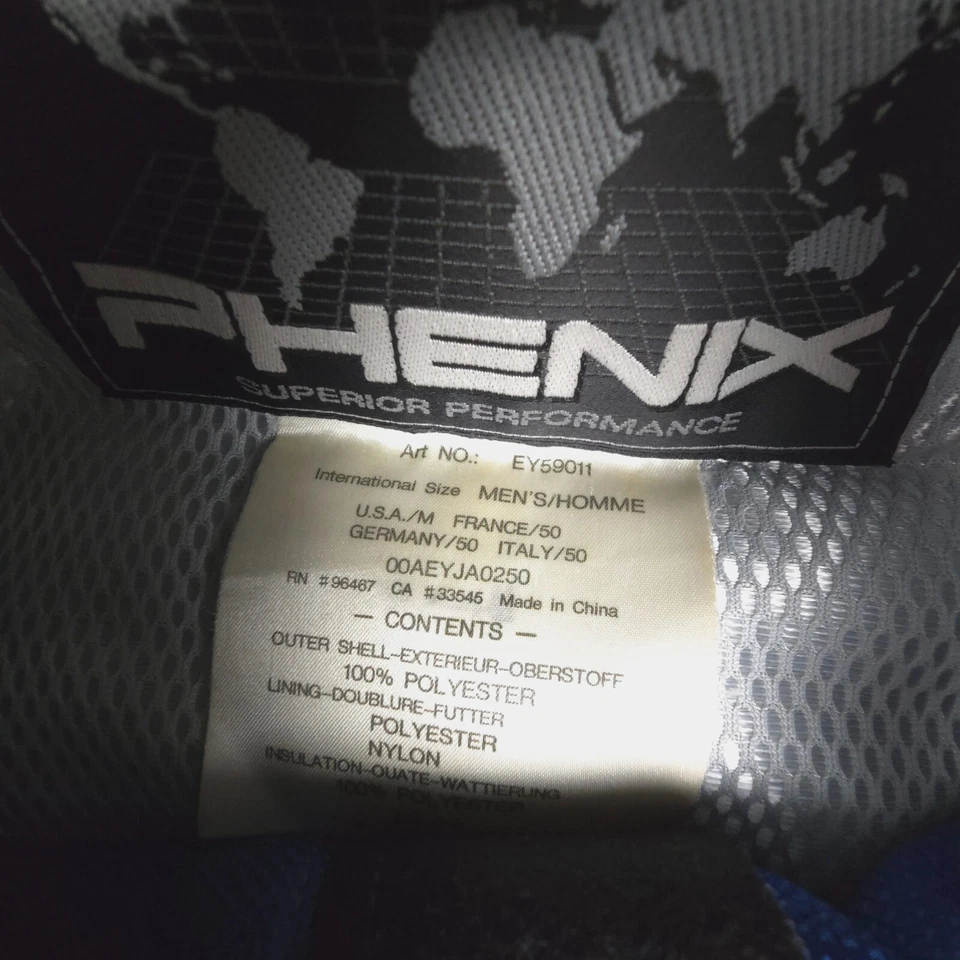 PHENIX
SUPERIOR PERFORMANCE
Art NO.: EY59011
International Size MEN'S/HOMME
U.S.A./M FRANCE/50
GERMANY/50 ITALY/50
00AEYJA0250
RN #96467 CA #33545 Made in China
— CONTENTS —
OUTER SHELL-EXTERIEUR-OBERSTOFF
100% POLYESTER
LINING-DOUBLURE-FUTTER
POLYESTER
NYLON
INSULATION-OUATE-WATTIERUNG
100% POLYESTER